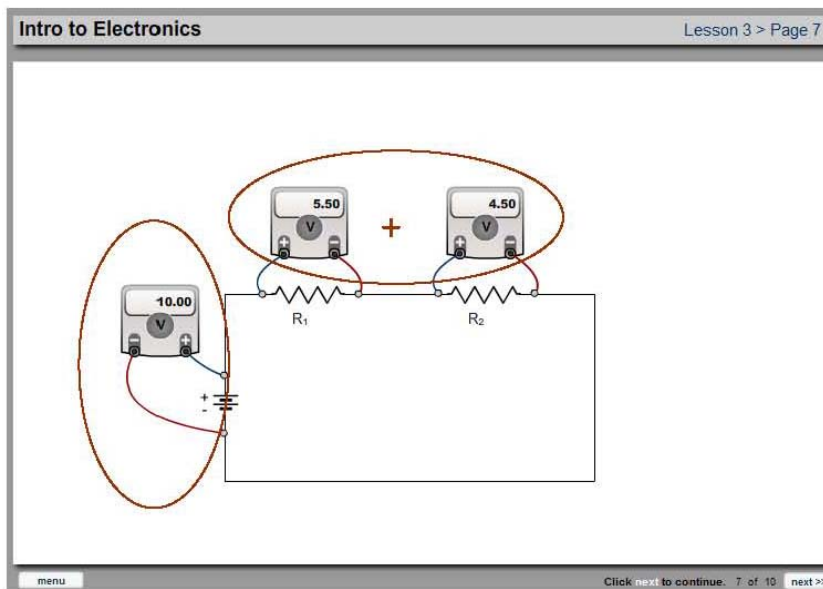 Intro to Electronics
Lesson 3 > Page 7
5.50
V
+ -
+
4.50
V
+ -
10.00
V
- +
R1
R2
+
-
menu
Click next to continue. 7 of 10 next >>